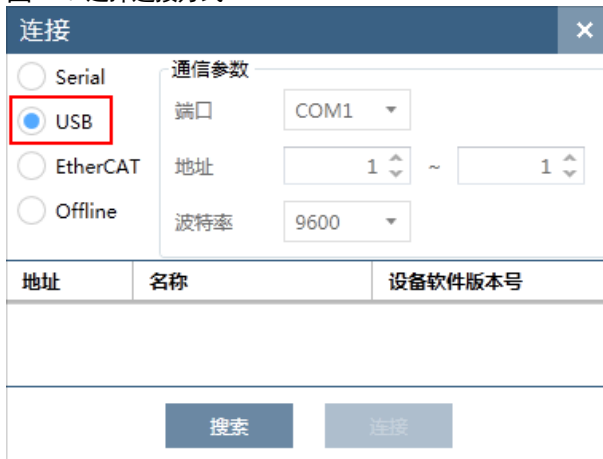 连接
Serial
通信参数
USB
端口
COM1
EtherCAT
地址
1
~
1
Offline
波特率
9600
地址
名称
设备软件版本号
搜索
连接